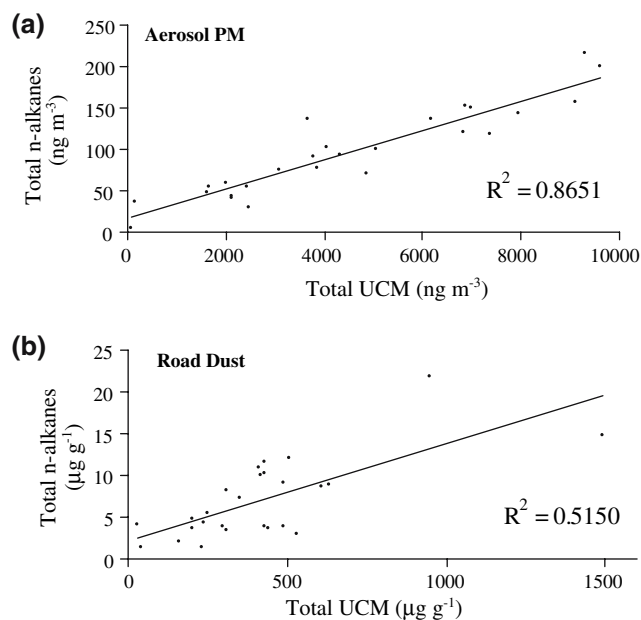 (a)
Aerosol PM
Total n-alkanes
(ng m⁻³)
250
200
150
100
50
0
0 2000 4000 6000 8000 10000
R² = 0.8651
Total UCM (ng m⁻³)
(b)
Road Dust
Total n-alkanes
(µg g⁻¹)
25
20
15
10
5
0
0 500 1000 1500
R² = 0.5150
Total UCM (µg g⁻¹)